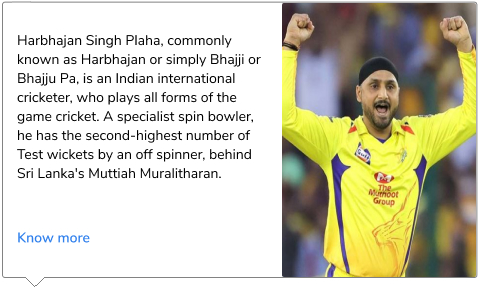 Harbhajan Singh Plaha, commonly
known as Harbhajan or simply Bhajji or
Bhajju Pa, is an Indian international
cricketer, who plays all forms of the
game cricket. A specialist spin bowler,
he has the second-highest number of
Test wickets by an off spinner, behind
Sri Lanka's Muttiah Muralitharan.
Know more
The
Muthoot
Group